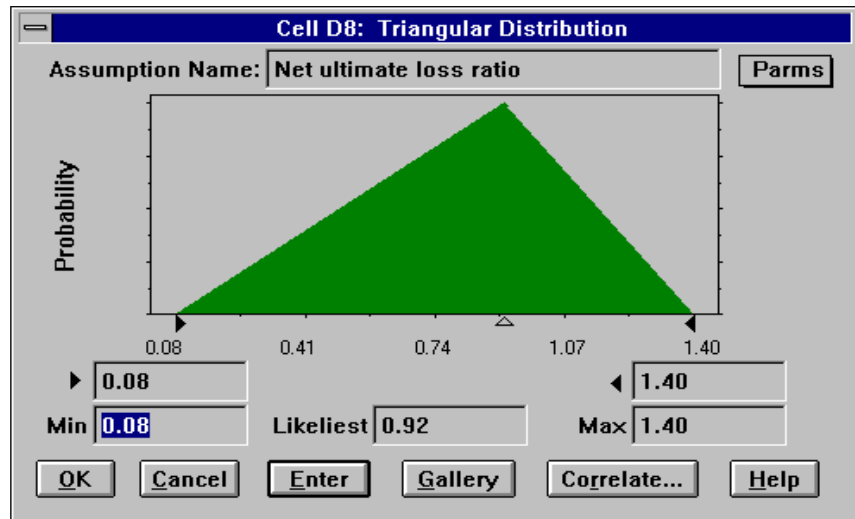 Cell D8: Triangular Distribution
Assumption Name: Net ultimate loss ratio Parms
Probability
0.08 0.41 0.74 1.07 1.40
0.08 1.40
Min 0.08 Likeliest 0.92 Max 1.40
OK Cancel Enter Gallery Correlate... Help